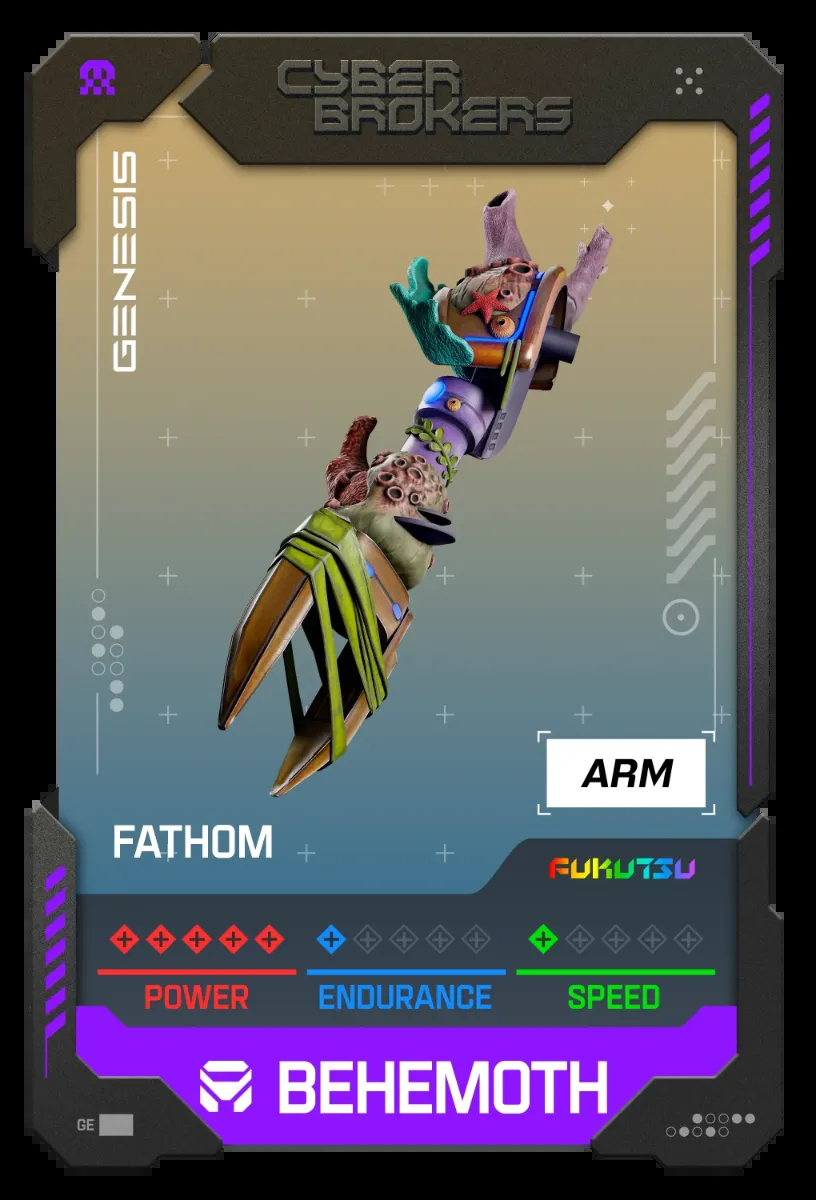 CYBER
BROKERS
GENESIS
ARM
FATHOM
FUKUTSU
POWER
ENDURANCE
SPEED
BEHEMOTH
GE